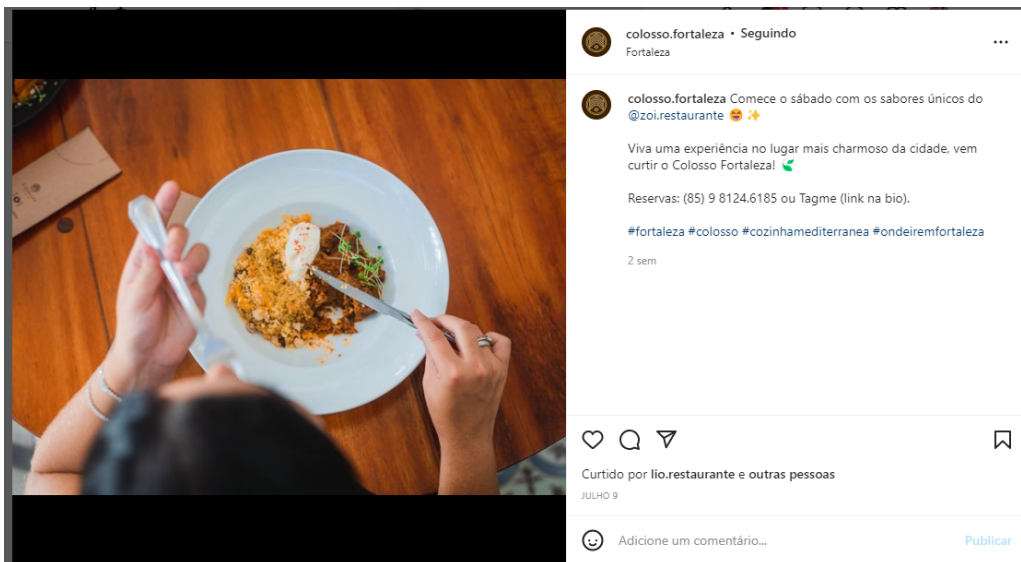 colosso.fortaleza • Seguindo
Fortaleza
colosso.fortaleza Comece o sábado com os sabores únicos do
@zoi.restaurante 😆 ✨
Viva uma experiência no lugar mais charmoso da cidade, vem
curtir o Colosso Fortaleza! 🍃
Reservas: (85) 9 8124.6185 ou Tagme (link na bio).
#fortaleza #colosso #cozinhamediterranea #ondeiremfortaleza
2 sem
Curtido por lio.restaurante e outras pessoas
JULHO 9
Adicione um comentário...
Publicar